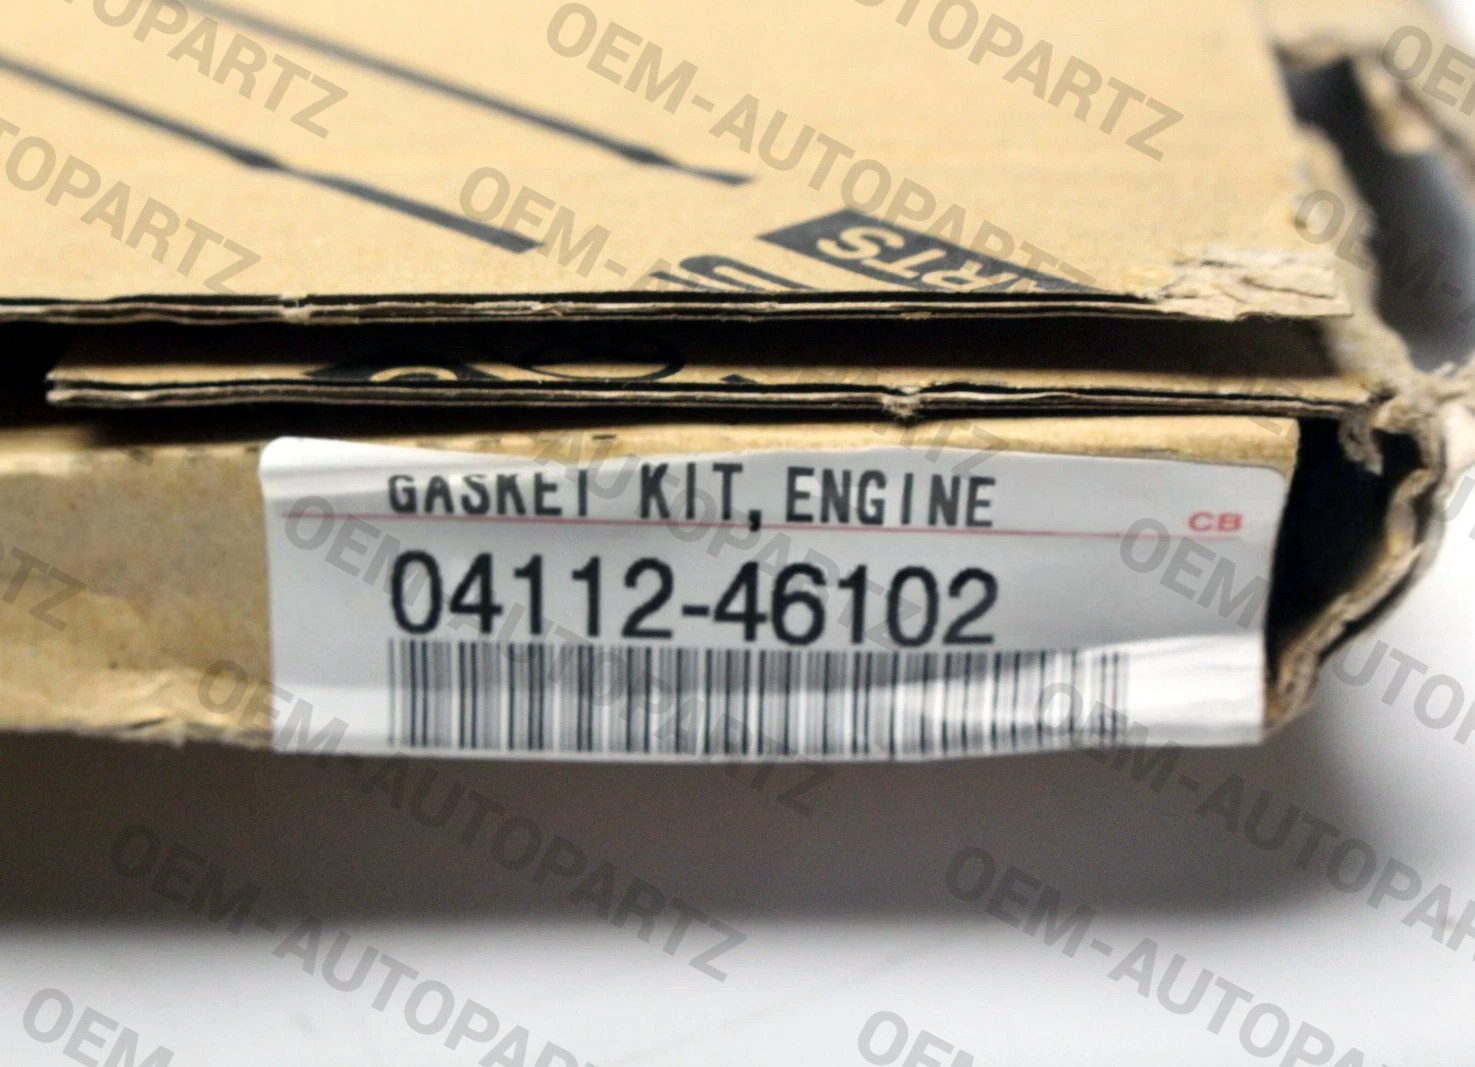 GASKET KIT, ENGINE
CB
04112-46102
OEM-AUTOPARTZ